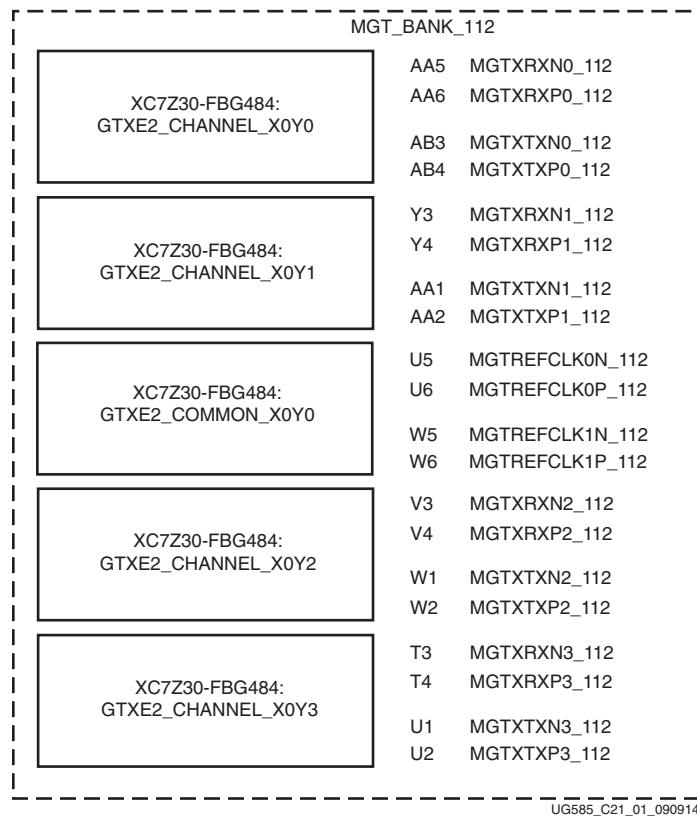 MGT_BANK_112
XC7Z30-FBG484:
GTXE2_CHANNEL_X0Y0
AA5 MGTXRXN0_112
AA6 MGTXRXP0_112
AB3 MGTXTXN0_112
AB4 MGTXTXP0_112
XC7Z30-FBG484:
GTXE2_CHANNEL_X0Y1
Y3 MGTXRXN1_112
Y4 MGTXRXP1_112
AA1 MGTXTXN1_112
AA2 MGTXTXP1_112
XC7Z30-FBG484:
GTXE2_COMMON_X0Y0
U5 MGTREFCLK0N_112
U6 MGTREFCLK0P_112
W5 MGTREFCLK1N_112
W6 MGTREFCLK1P_112
XC7Z30-FBG484:
GTXE2_CHANNEL_X0Y2
V3 MGTXRXN2_112
V4 MGTXRXP2_112
W1 MGTXTXN2_112
W2 MGTXTXP2_112
XC7Z30-FBG484:
GTXE2_CHANNEL_X0Y3
T3 MGTXRXN3_112
T4 MGTXRXP3_112
U1 MGTXTXN3_112
U2 MGTXTXP3_112
UG585_C21_01_090914